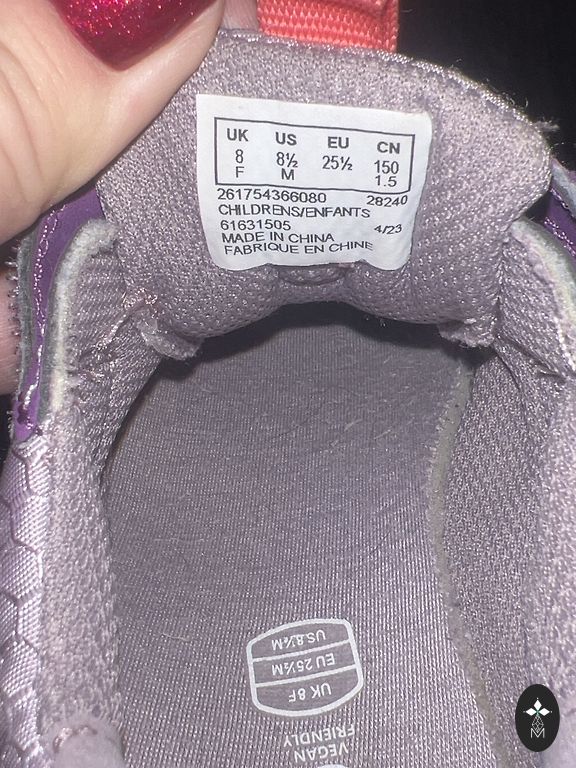 UK US EU CN
8 8½ 25½ 150
F M 1.5
261754366080 28240
CHILDRENS/ENFANTS
61631505 4/23
MADE IN CHINA
FABRIQUE EN CHINE
UK 8F
EU 25½M
US 8½M
VEGAN
FRIENDLY
M